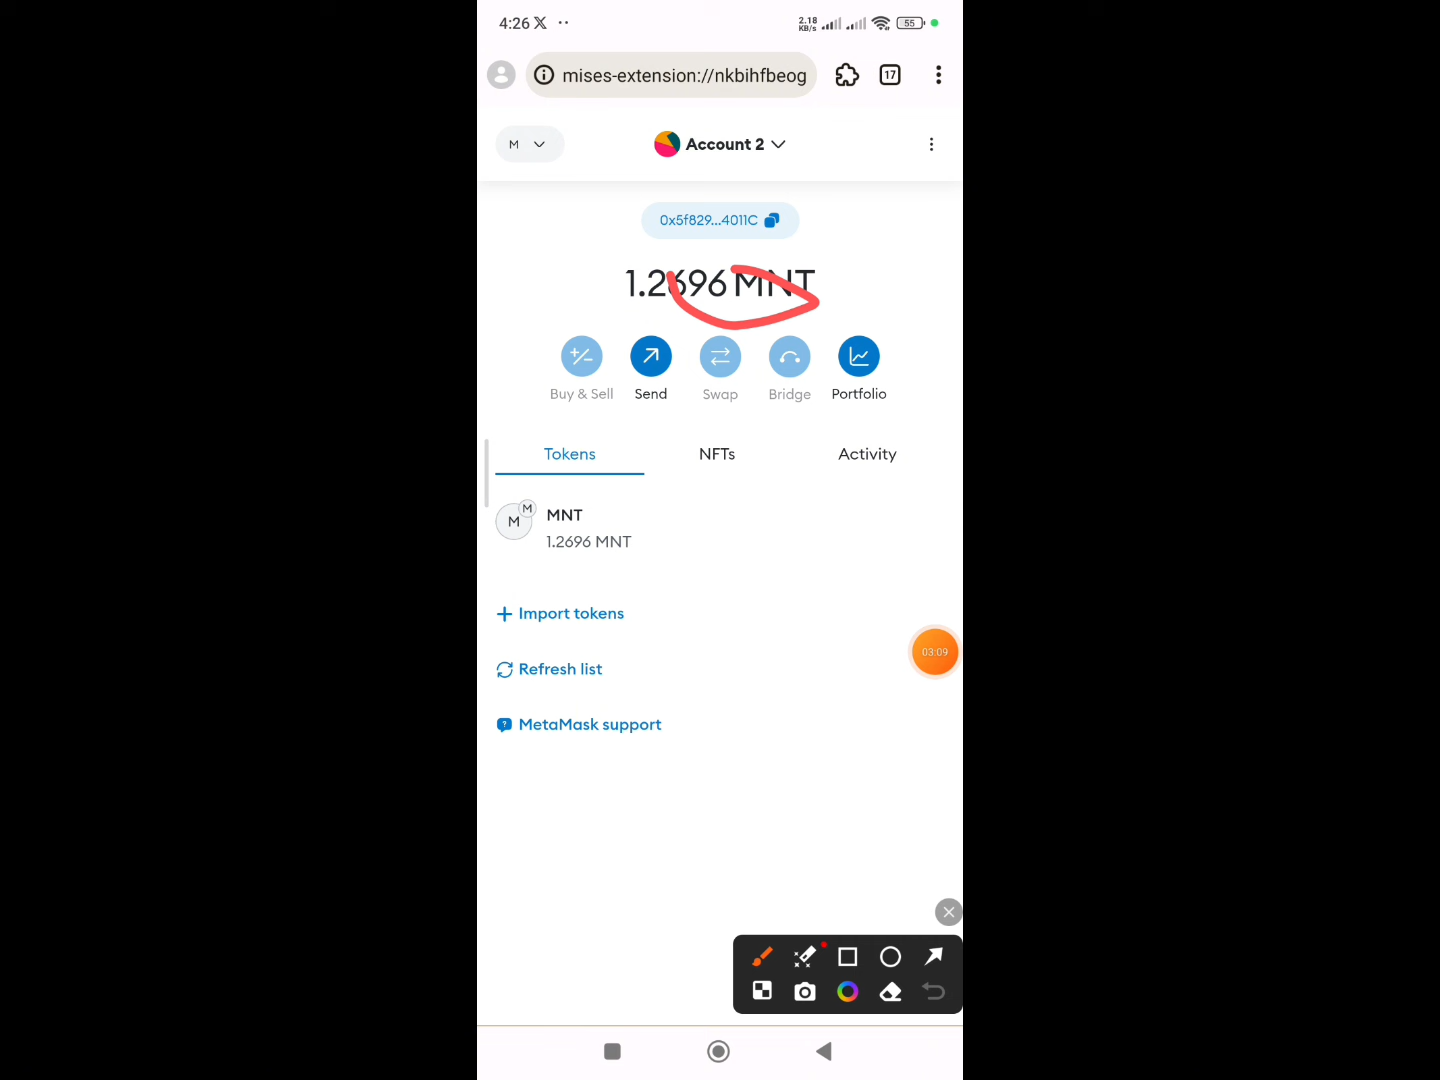 4:26
2.18
KB/s
55
mises-extension://nkbihfbeog
17
M
Account 2
0x5f829...4011C
1.2696 MNT
Buy & Sell
Send
Swap
Bridge
Portfolio
Tokens
NFTs
Activity
M
M
MNT
1.2696 MNT
Import tokens
03:09
Refresh list
MetaMask support